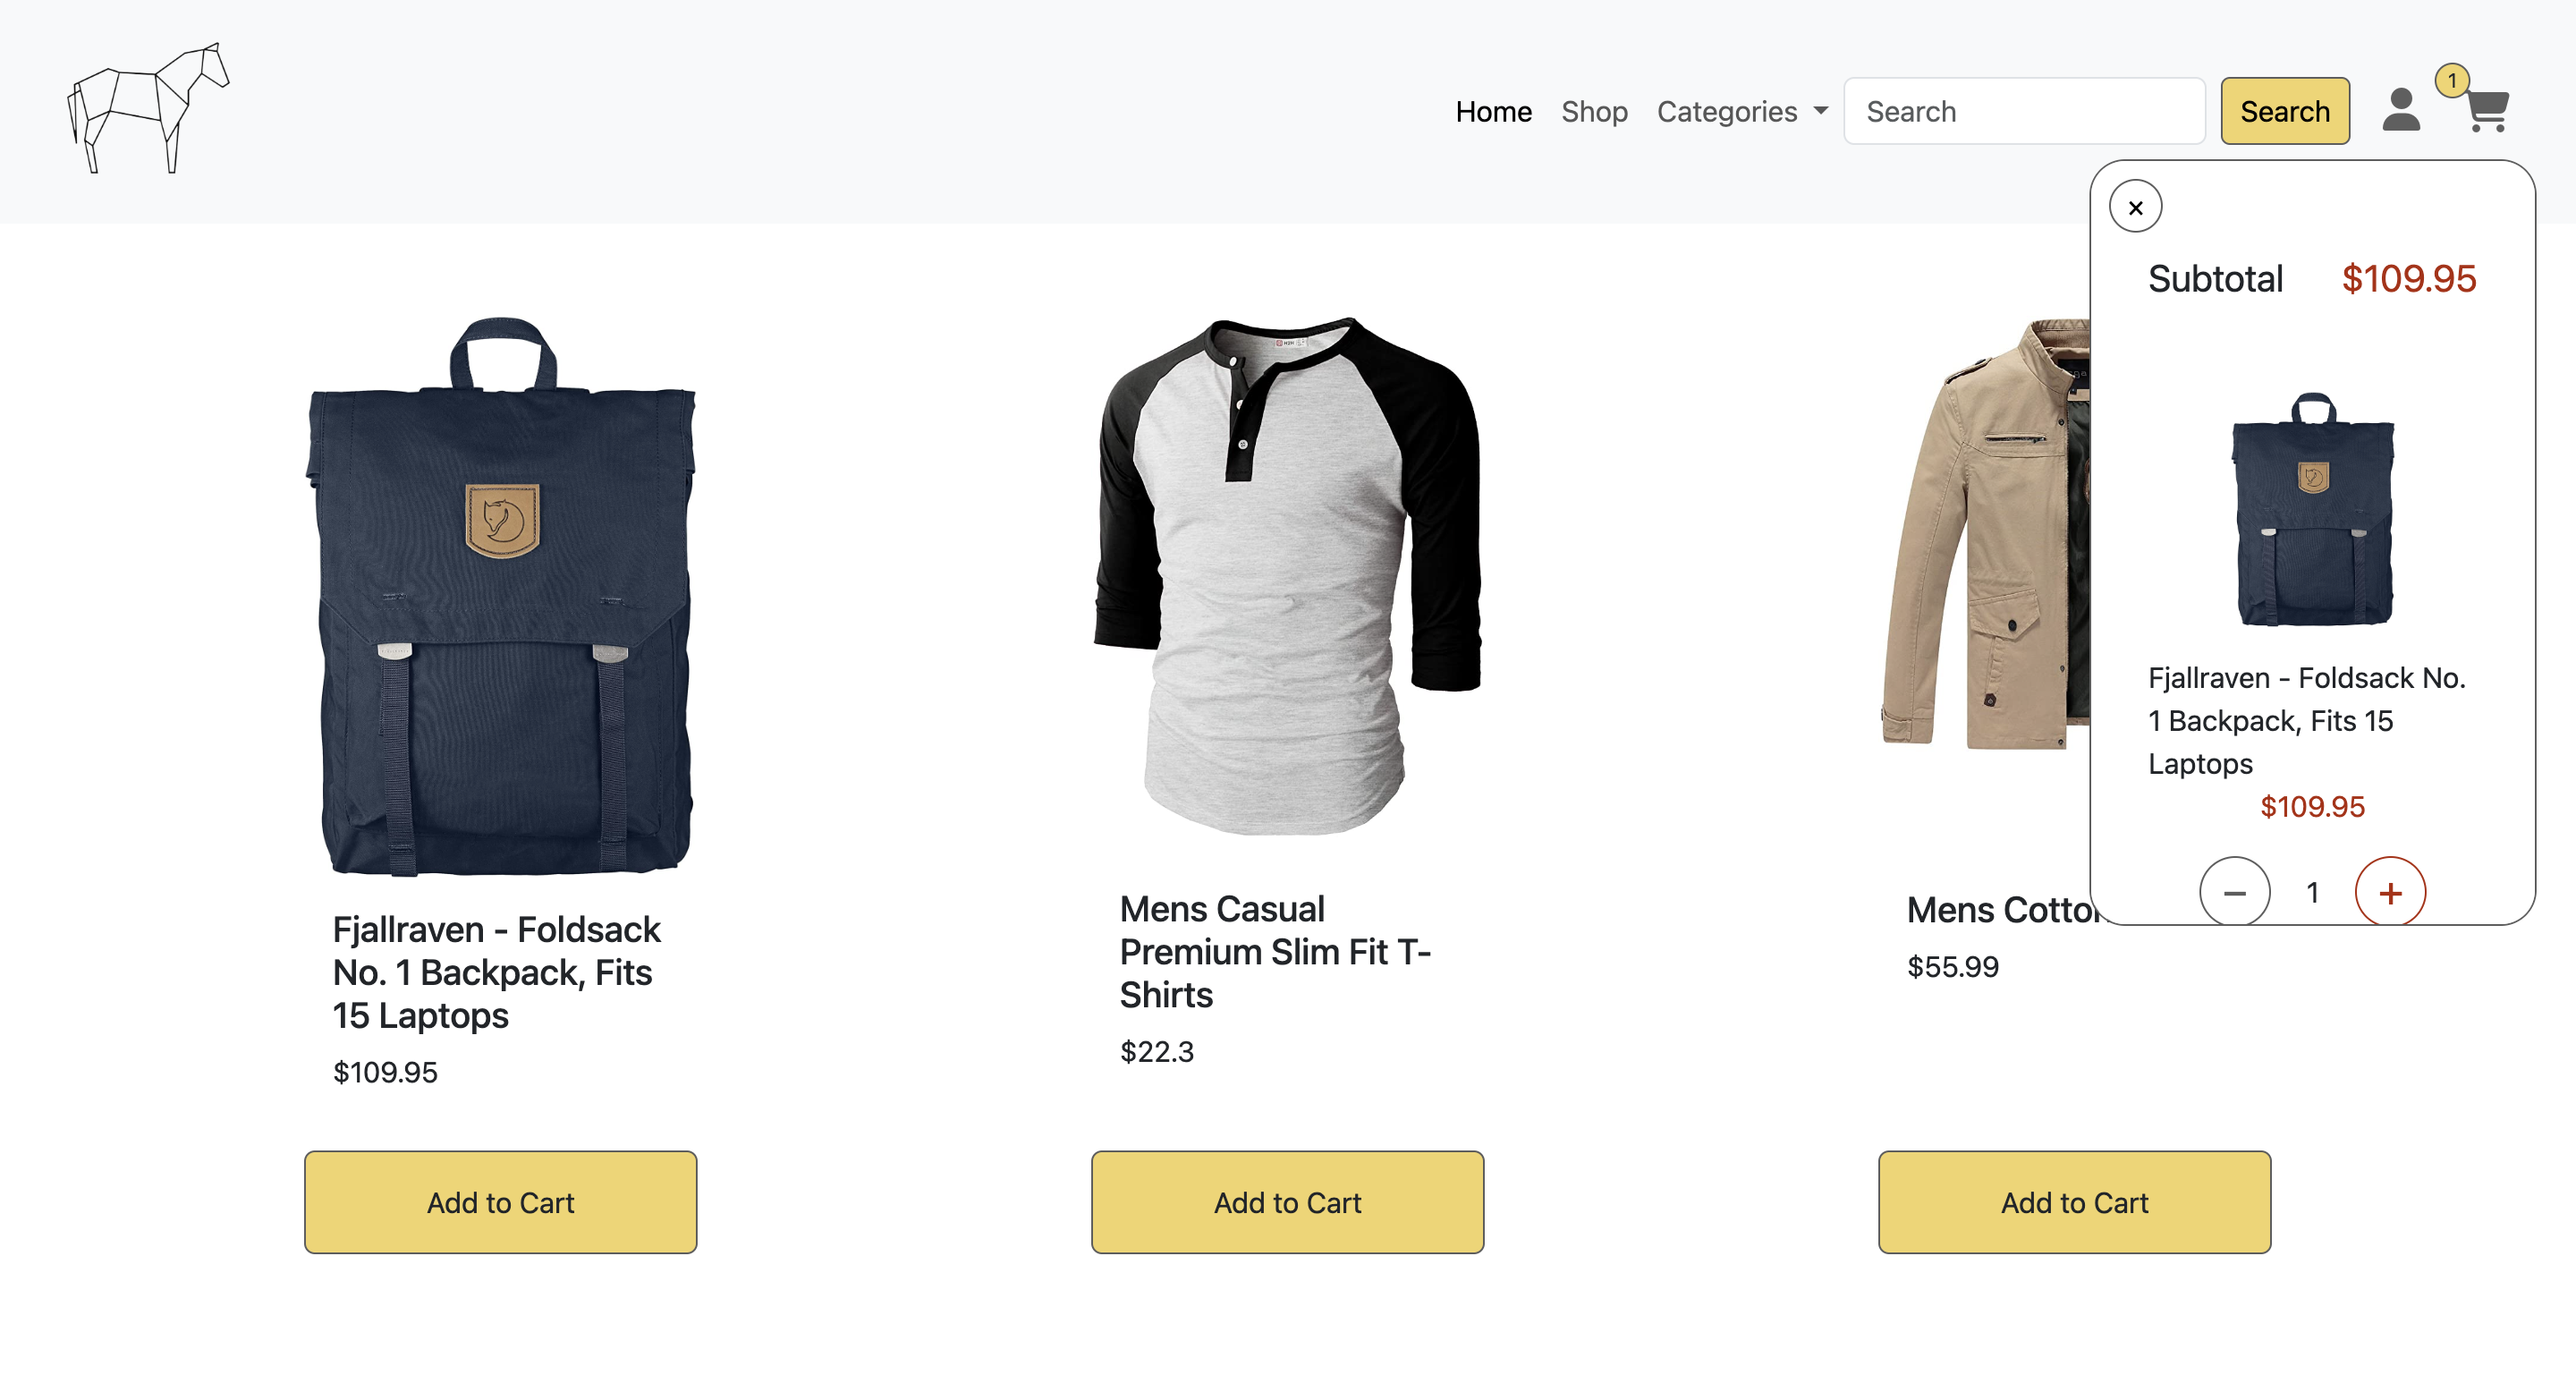 Home Shop Categories Search Search 1
×
Subtotal $109.95
Fjallraven - Foldsack No.
1 Backpack, Fits 15
Laptops
$109.95
− 1 +
Fjallraven - Foldsack
No. 1 Backpack, Fits
15 Laptops
$109.95
Add to Cart
Mens Casual
Premium Slim Fit T-
Shirts
$22.3
Add to Cart
Mens
$55.99
Add to Cart